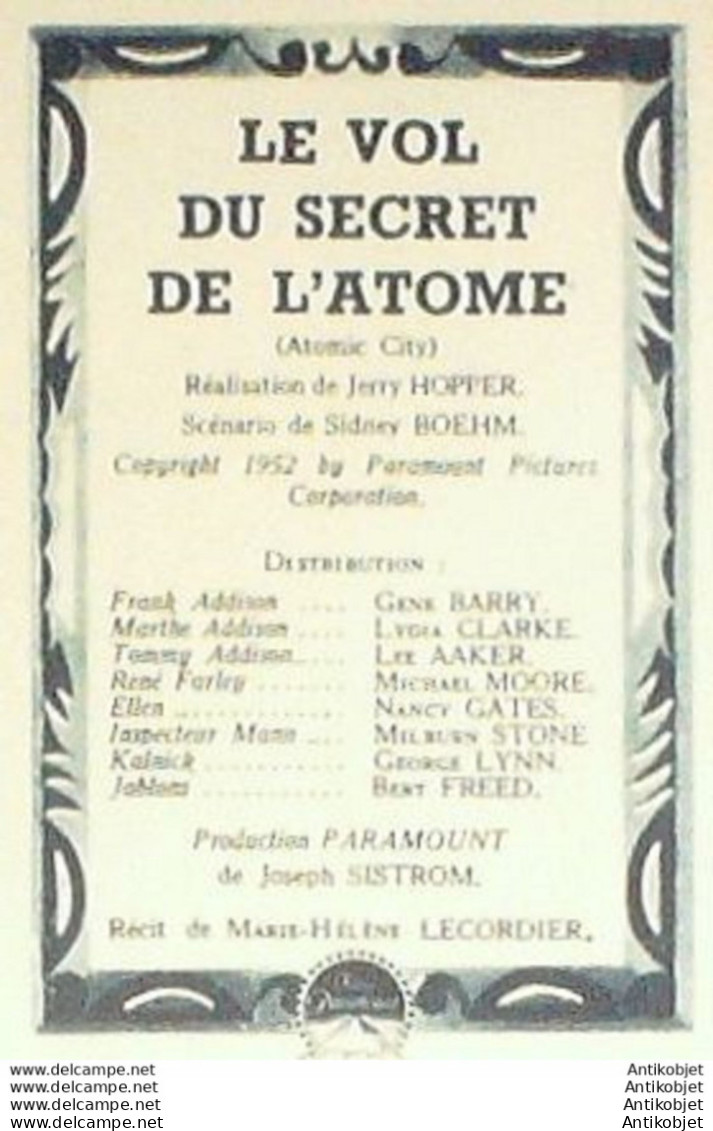 LE VOL
DU SECRET
DE L'ATOME
(Atomic City)
Réalisation de Jerry HOPPER.
Scénario de Sidney BOEHM.
Copyright 1952 by Paramount Pictures
Corporation.
DISTRIBUTION :
Frank Addison .... GENE BARRY.
Marthe Addison .... LYDIA CLARKE.
Tommy Addison..... LEE AAKER.
René Farley ........ MICHAEL MOORE.
Ellen ............... NANCY GATES.
Inspecteur Mann .... MILBURN STONE
Kalnick ............ GEORGE LYNN.
Jablons ............ BERT FREED.
Production PARAMOUNT
de Joseph SISTROM.
Récit de MARIE-HÉLÈNE LECORDIER.
www.delcampe.net Antikobjet
www.delcampe.net Antikobjet
www.delcampe.net Antikobjet
www.delcampe.net Antikobjet